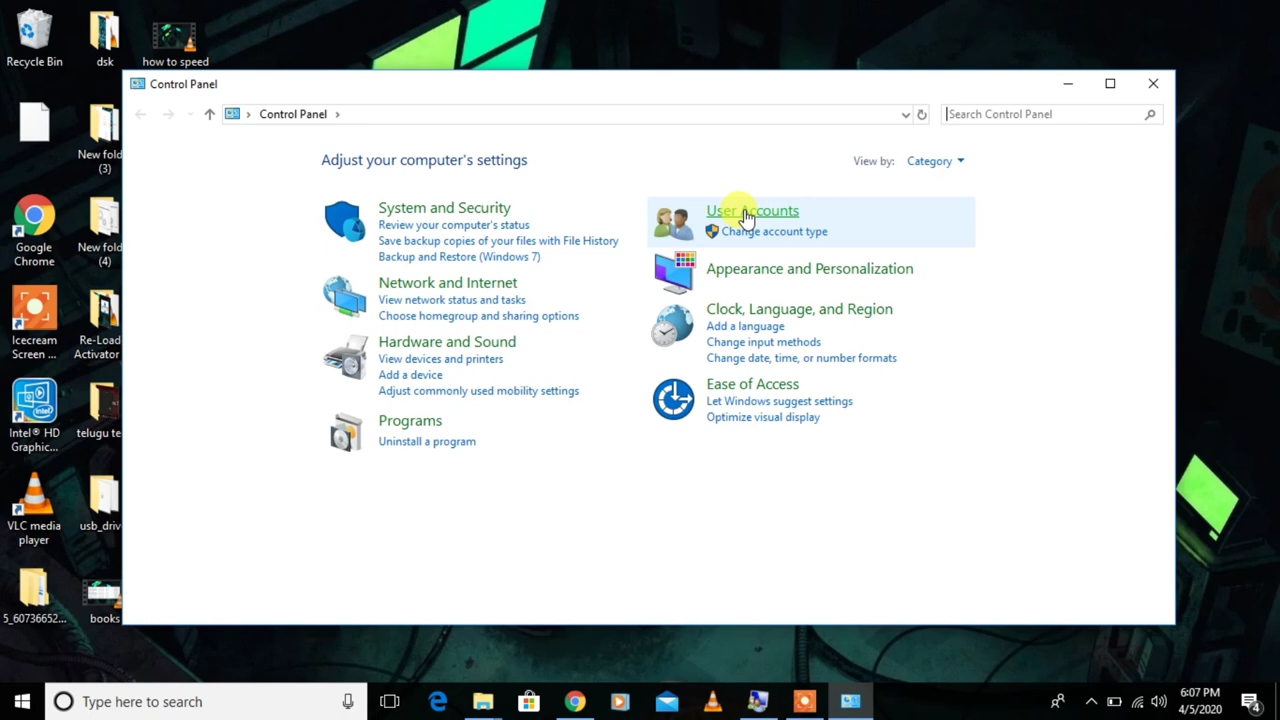 Recycle Bin
dsk
how to speed
Control Panel
Control Panel
Search Control Panel
Adjust your computer's settings
View by:
Category
System and Security
Review your computer's status
Save backup copies of your files with File History
Backup and Restore (Windows 7)
Network and Internet
View network status and tasks
Choose homegroup and sharing options
Hardware and Sound
View devices and printers
Add a device
Adjust commonly used mobility settings
Programs
Uninstall a program
User Accounts
Change account type
Appearance and Personalization
Clock, Language, and Region
Add a language
Change input methods
Change date, time, or number formats
Ease of Access
Let Windows suggest settings
Optimize visual display
New fold
(3)
Google
Chrome
New fold
(4)
Icecream
Screen ...
Re-Load
Activator
Intel® HD
Graphic...
telugu te
VLC media
player
usb_driv
5_60736652...
books
Type here to search
6:07 PM
4/5/2020
4